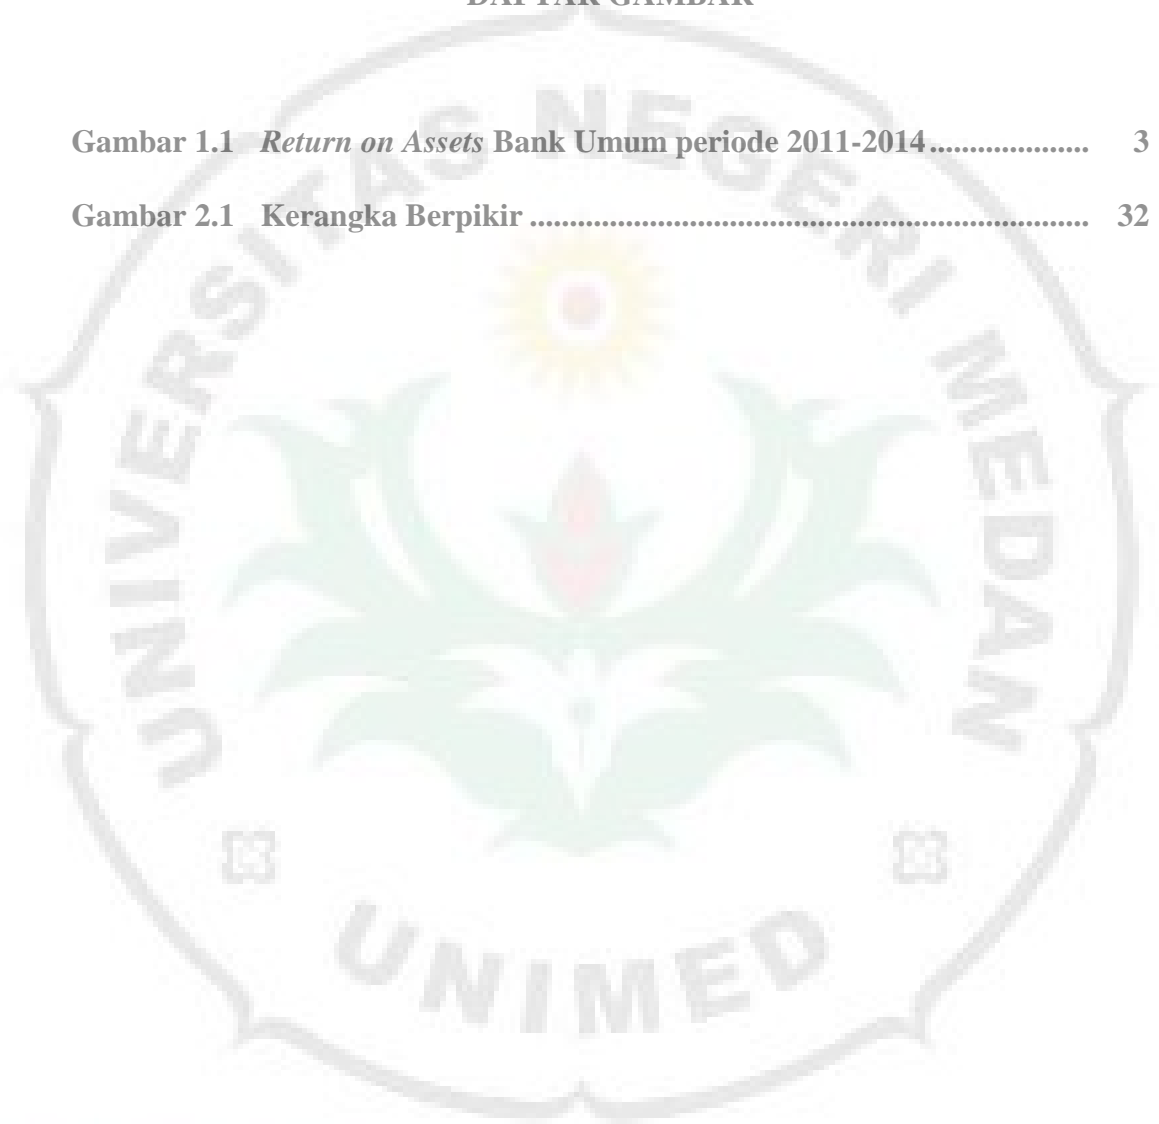 DAFTAR GAMBAR
Gambar 1.1 Return on Assets Bank Umum periode 2011-2014.................... 3
Gambar 2.1 Kerangka Berpikir ...................................................................... 32
UNIVERSITAS NEGERI MEDAN
UNIMED